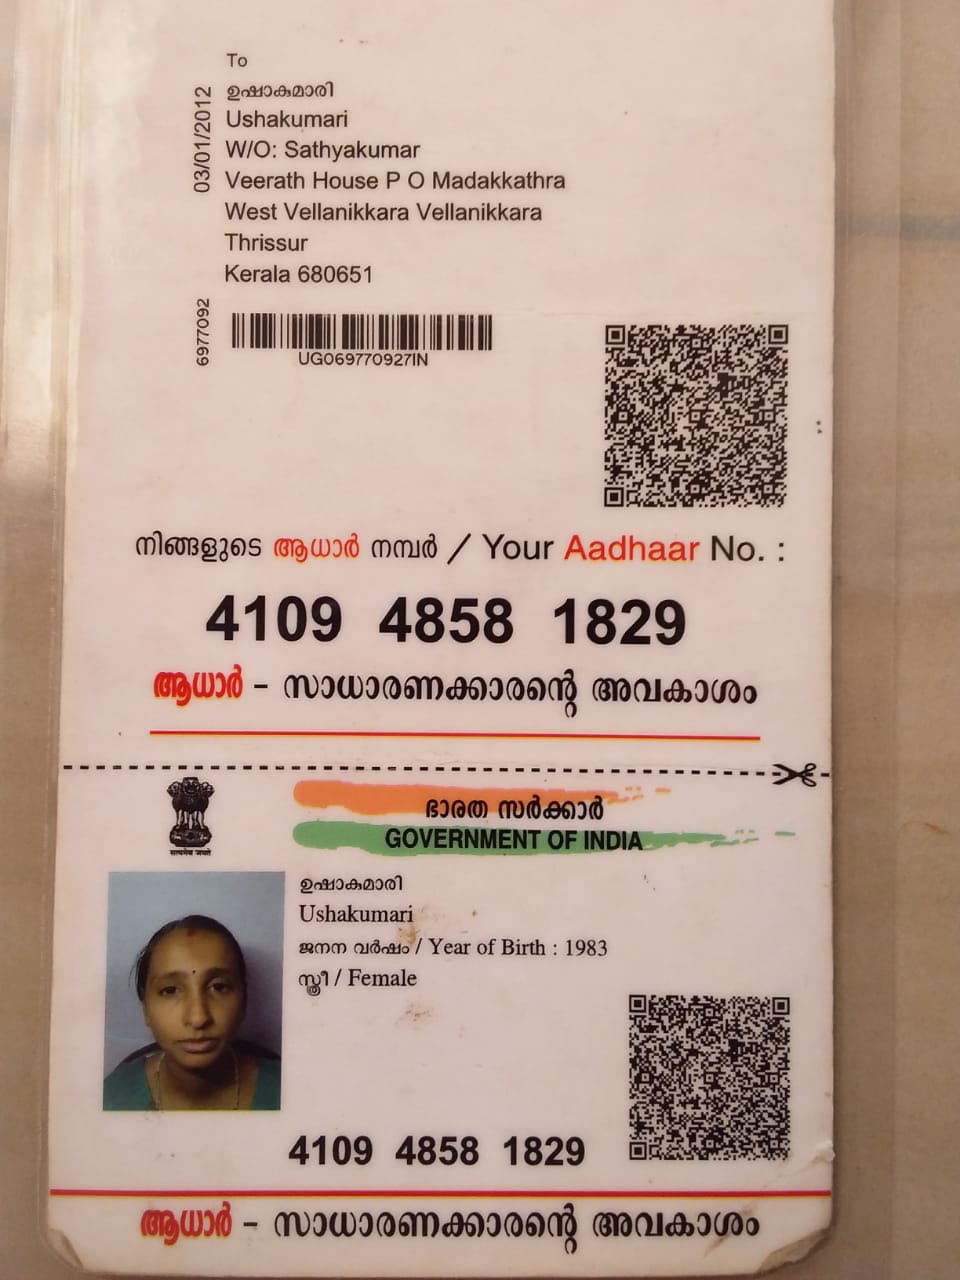 To
ഉഷാകുമാരി
Ushakumari
W/O: Sathyakumar
Veerath House P O Madakkathra
West Vellanikkara Vellanikkara
Thrissur
Kerala 680651
03/01/2012
6977092
UG069770927IN
നിങ്ങളുടെ ആധാർ നമ്പർ / Your Aadhaar No. :
4109 4858 1829
ആധാർ – സാധാരണക്കാരന്റെ അവകാശം
ഭാരത സർക്കാർ
GOVERNMENT OF INDIA
सत्यमेव जयते
ഉഷാകുമാരി
Ushakumari
ജനന വർഷം / Year of Birth : 1983
സ്ത്രീ / Female
4109 4858 1829
ആധാർ – സാധാരണക്കാരന്റെ അവകാശം